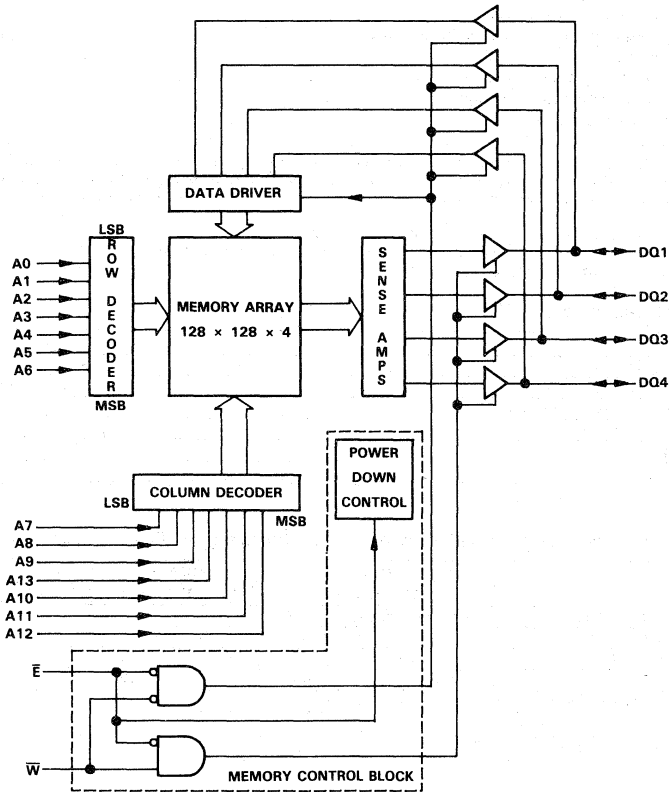 DATA DRIVER
LSB
ROW DECODER
MSB
A0
A1
A2
A3
A4
A5
A6
MEMORY ARRAY
128 × 128 × 4
SENSE AMPS
DQ1
DQ2
DQ3
DQ4
POWER
DOWN
CONTROL
LSB
COLUMN DECODER
MSB
A7
A8
A9
A13
A10
A11
A12
E̅
W̅
MEMORY CONTROL BLOCK